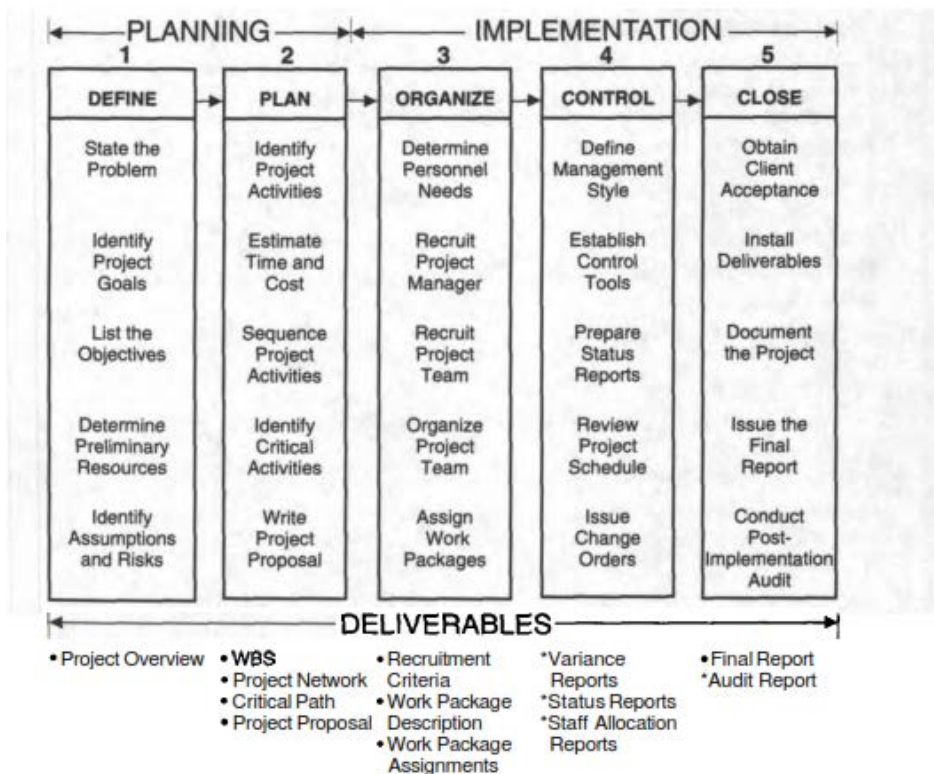 PLANNING
IMPLEMENTATION
1
2
3
4
5
DEFINE
PLAN
ORGANIZE
CONTROL
CLOSE
State the
Problem
Identify
Project
Goals
List the
Objectives
Determine
Preliminary
Resources
Identify
Assumptions
and Risks
Identify
Project
Activities
Estimate
Time and
Cost
Sequence
Project
Activities
Identify
Critical
Activities
Write
Project
Proposal
Determine
Personnel
Needs
Recruit
Project
Manager
Recruit
Project
Team
Organize
Project
Team
Assign
Work
Packages
Define
Management
Style
Establish
Control
Tools
Prepare
Status
Reports
Review
Project
Schedule
Issue
Change
Orders
Obtain
Client
Acceptance
Install
Deliverables
Document
the Project
Issue the
Final
Report
Conduct
Post-
Implementation
Audit
DELIVERABLES
• Project Overview
• WBS
• Project Network
• Critical Path
• Project Proposal
• Recruitment
Criteria
• Work Package
Description
• Work Package
Assignments
*Variance
Reports
*Status Reports
*Staff Allocation
Reports
• Final Report
*Audit Report